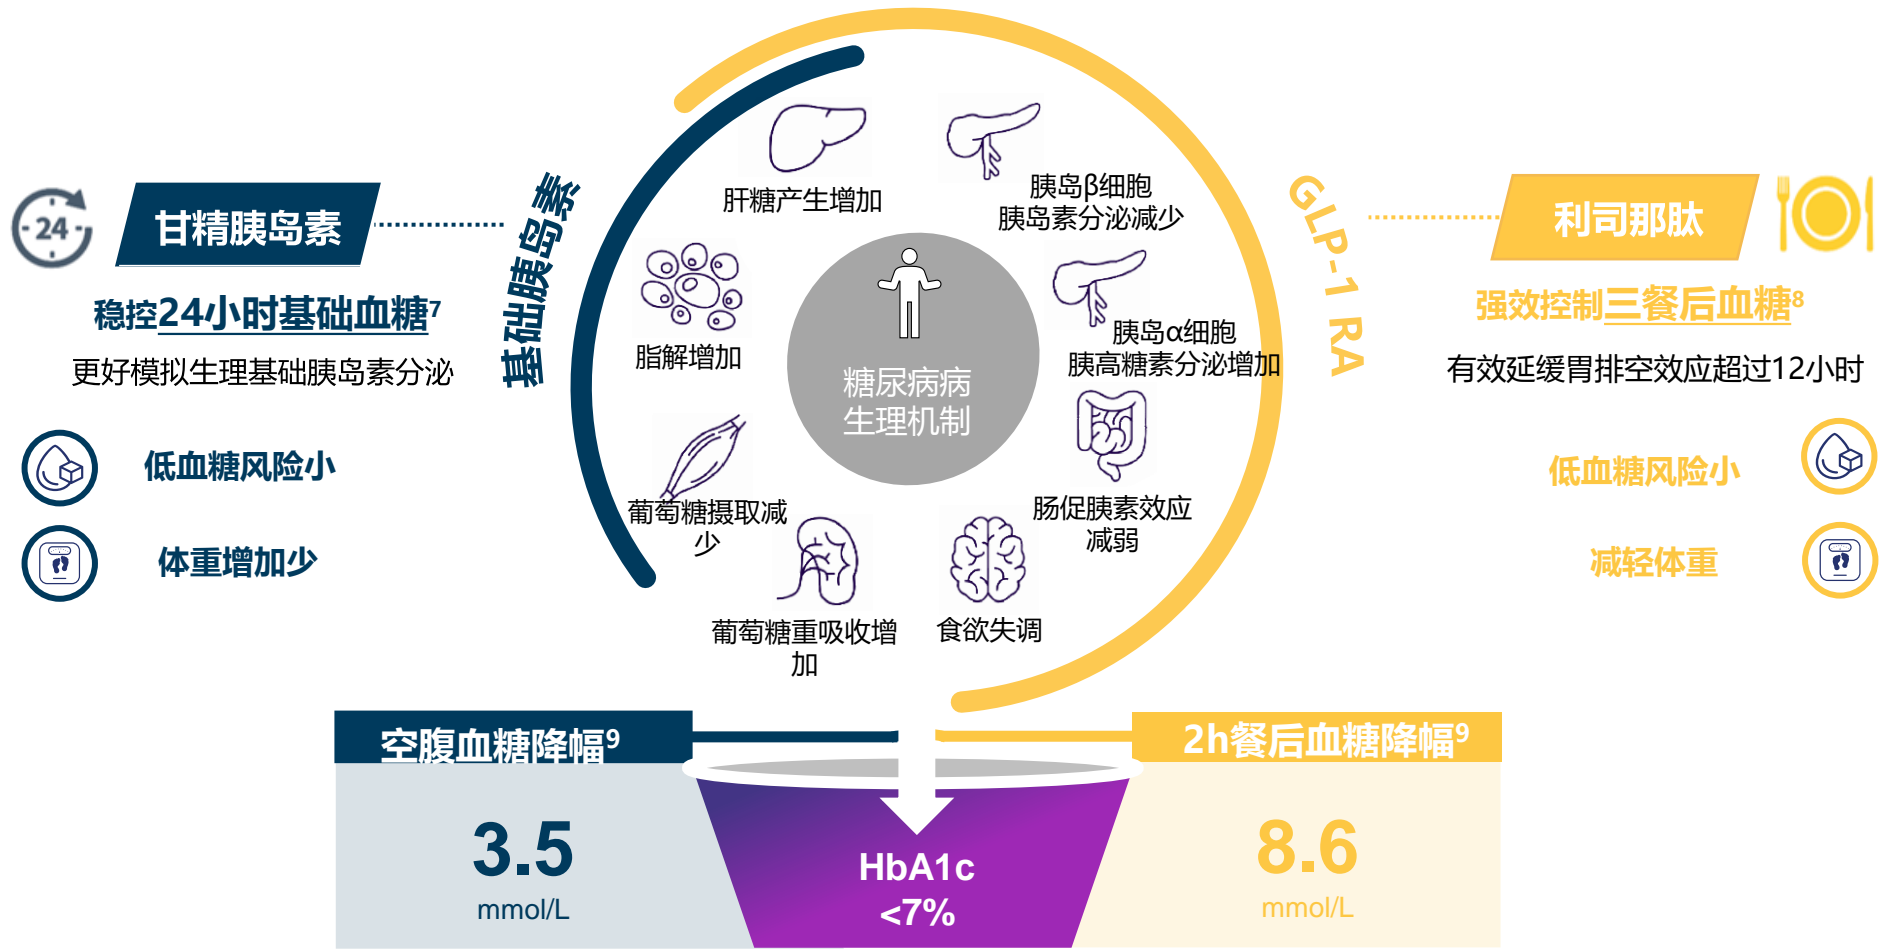 24
甘精胰岛素
稳控24小时基础血糖7
更好模拟生理基础胰岛素分泌
低血糖风险小
体重增加少
基础胰岛素
肝糖产生增加
胰岛β细胞
胰岛素分泌减少
脂解增加
胰岛α细胞
胰高糖素分泌增加
糖尿病病
生理机制
葡萄糖摄取减
少
肠促胰素效应
减弱
葡萄糖重吸收增
加
食欲失调
GLP-1 RA
利司那肽
强效控制三餐后血糖8
有效延缓胃排空效应超过12小时
低血糖风险小
减轻体重
空腹血糖降幅9
3.5
mmol/L
HbA1c
<7%
2h餐后血糖降幅9
8.6
mmol/L